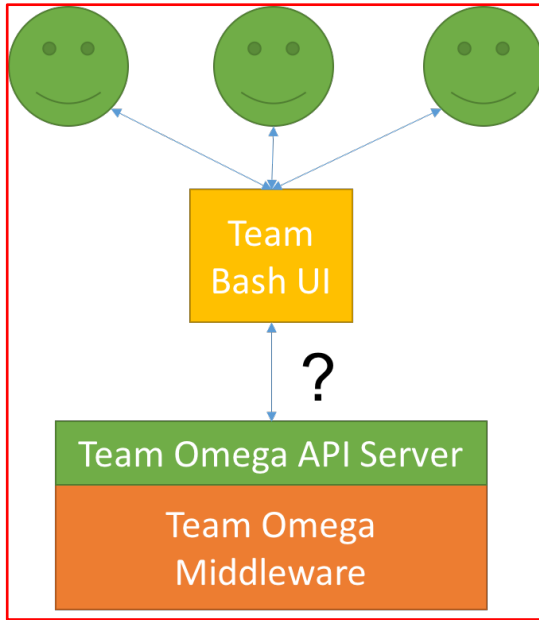 Team
Bash UI
?
Team Omega API Server
Team Omega
Middleware